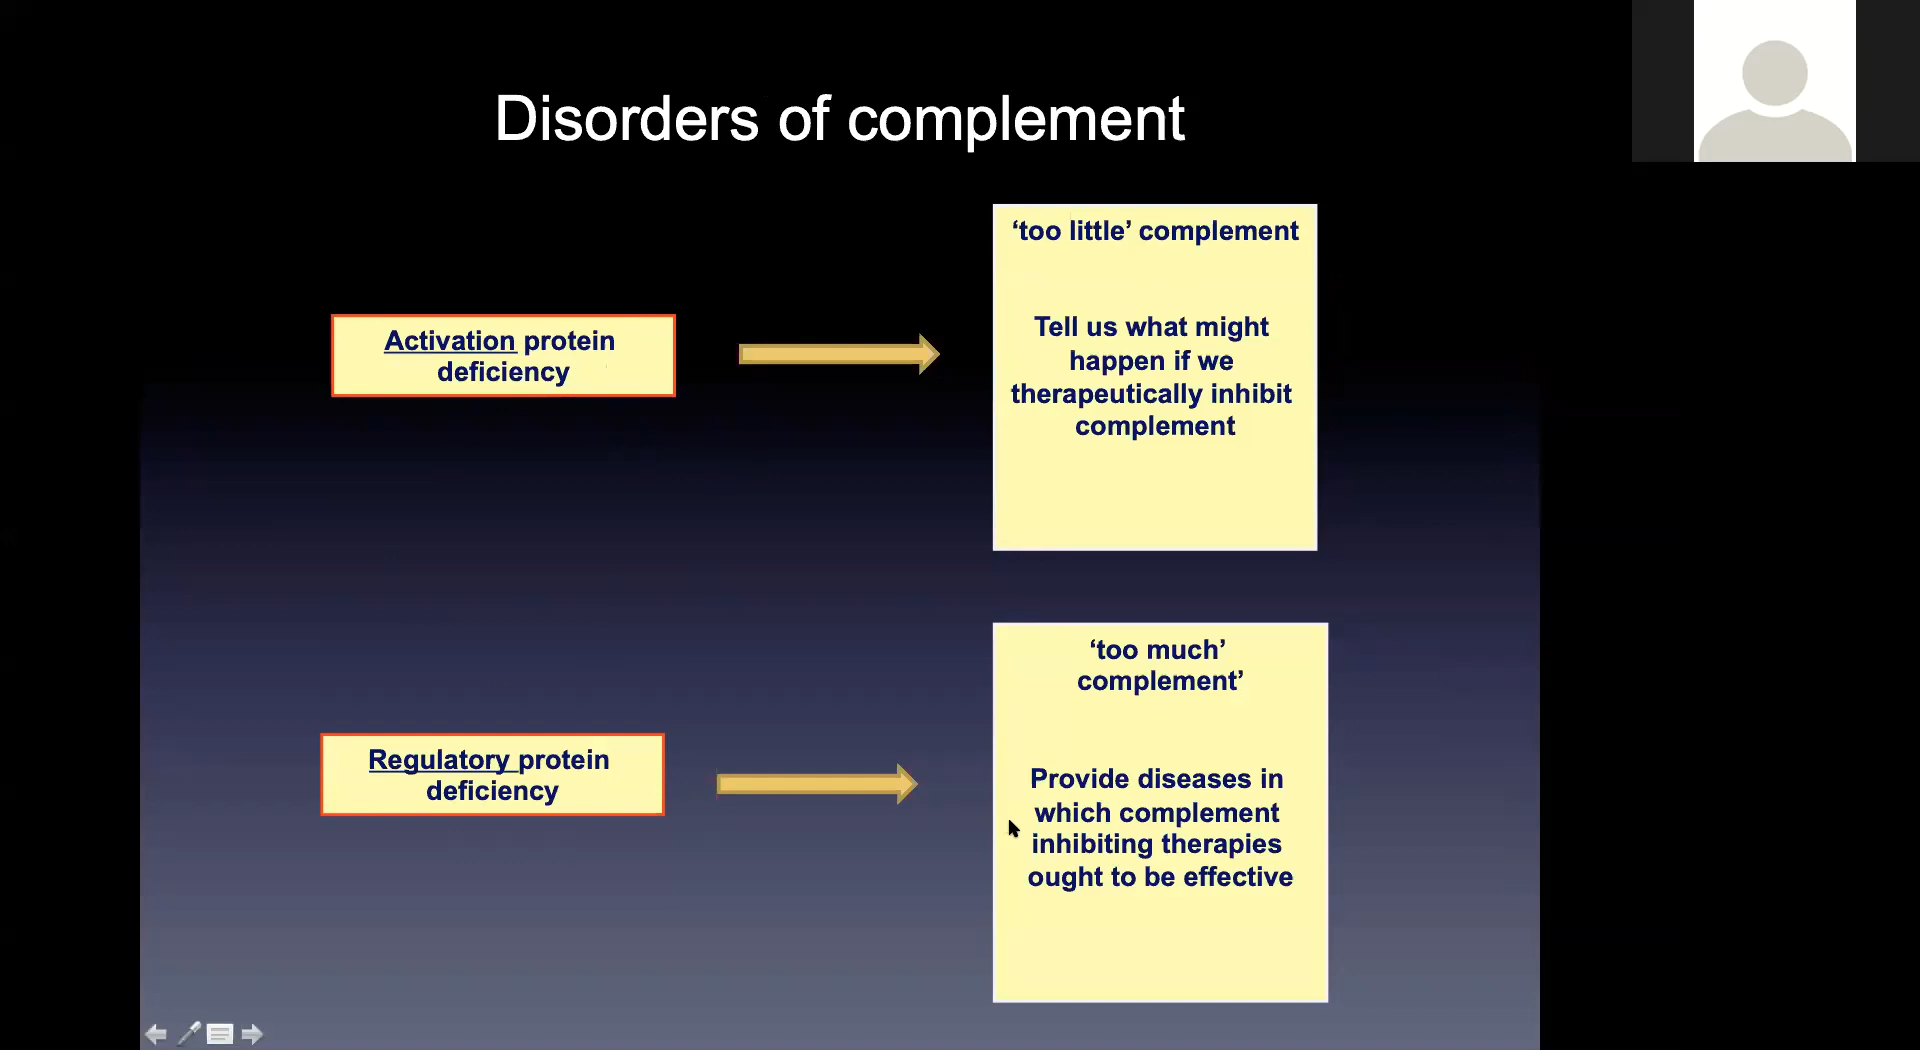 Disorders of complement
‘too little’ complement
Activation protein
deficiency
Tell us what might
happen if we
therapeutically inhibit
complement
‘too much’
complement’
Regulatory protein
deficiency
Provide diseases in
which complement
inhibiting therapies
ought to be effective